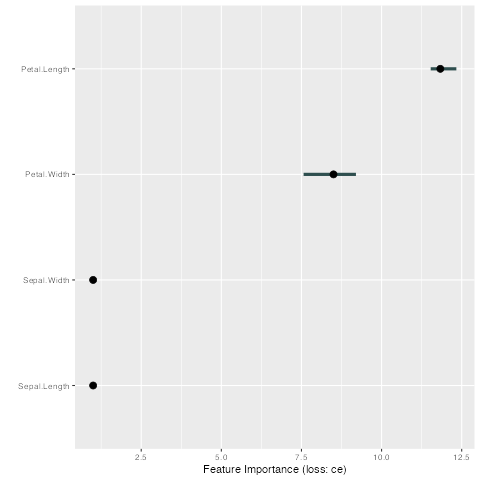 Petal.Length
Petal.Width
Sepal.Width
Sepal.Length
2.5 5.0 7.5 10.0 12.5
Feature Importance (loss: ce)